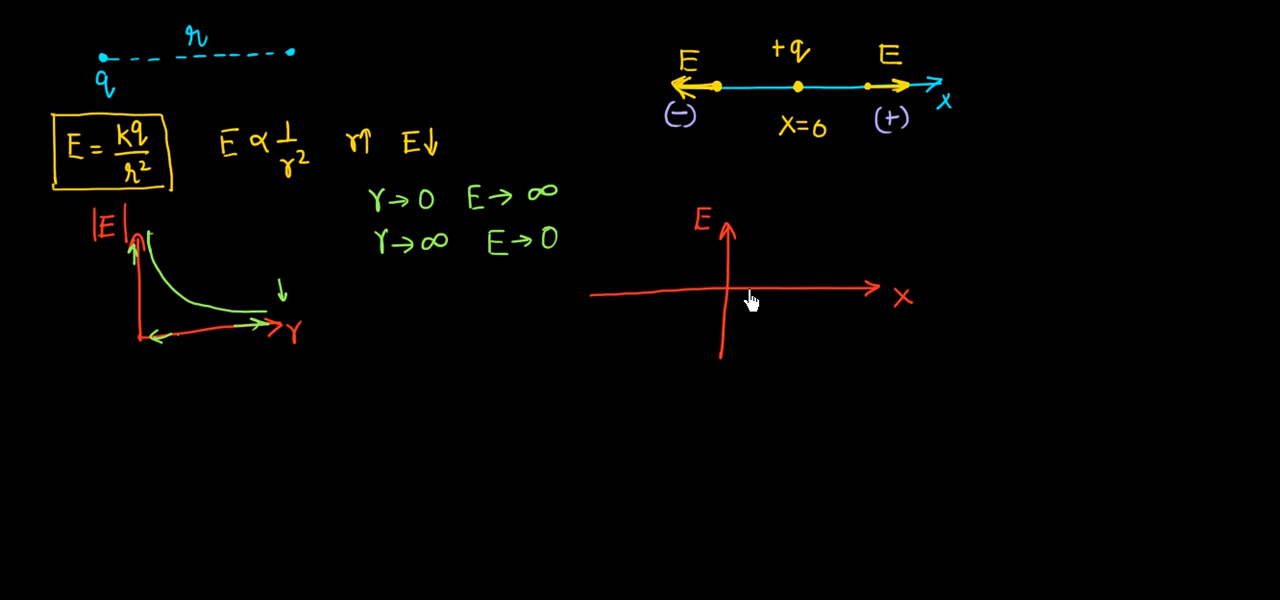 r
q
E = kq/r²
E ∝ 1/r² r↑ E↓
r→0 E→∞
r→∞ E→0
|E|
r
E +q E
(-) x=0 (+) x
E
x